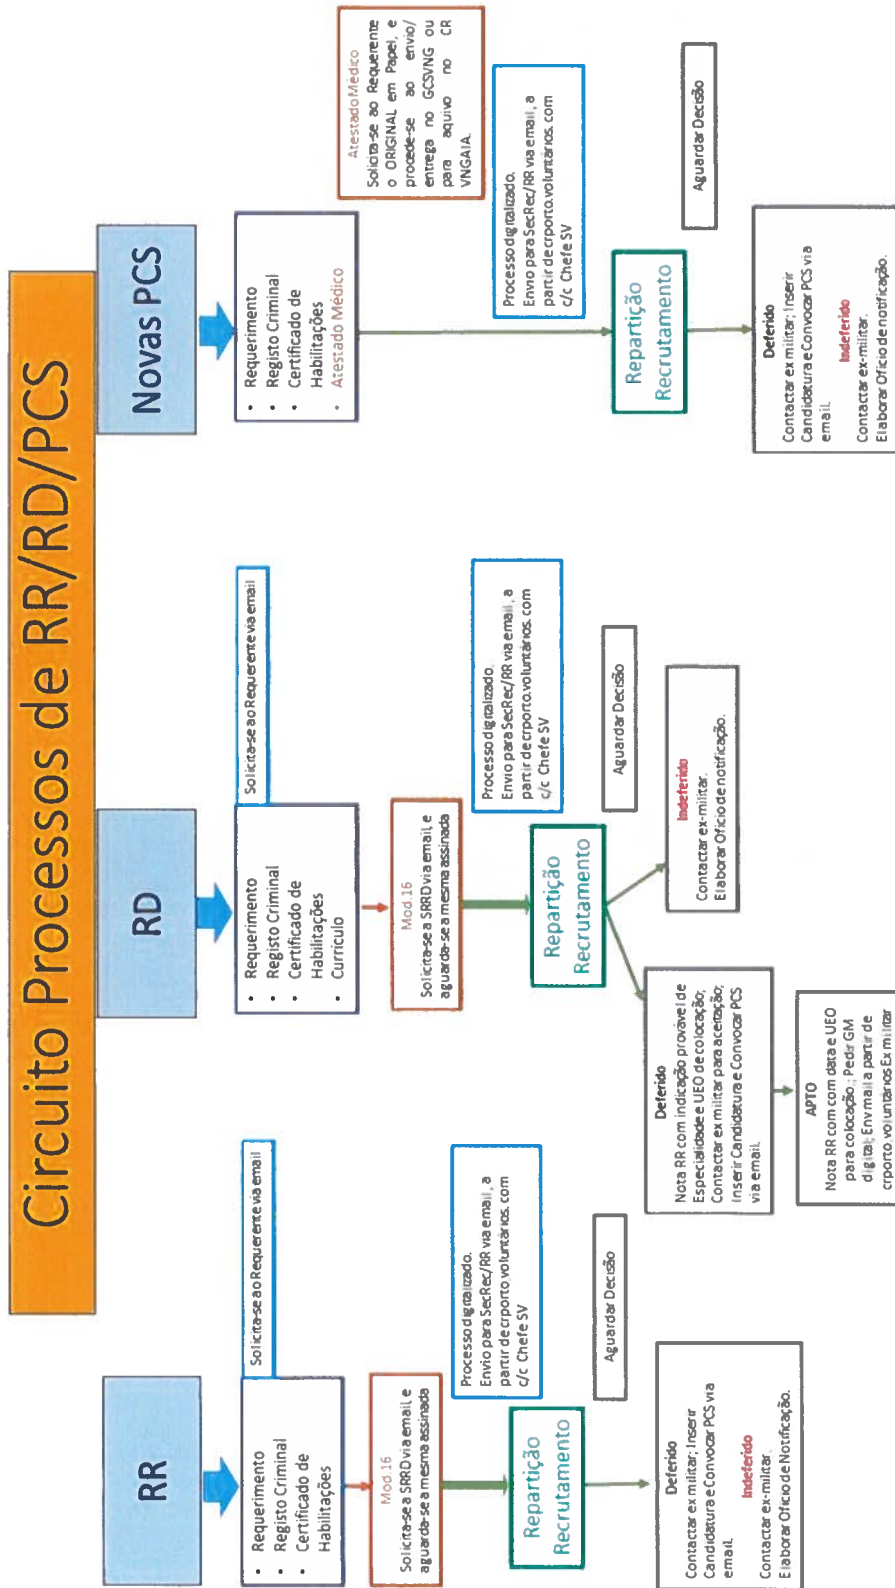 Circuito Processos de RR/RD/PCS
RR
• Requerimento
• Registo Criminal
• Certificado de
Habilitações
Solicita-se ao Requerente via email
Mod.16
Solicita-se a SRRD via email, e
aguarda-se a mesma assinada
Processo digitalizado.
Envio para SecRec/RR via email, a
partir de crporto.voluntários. com
c/c Chefe SV
Repartição
Recrutamento
Aguardar Decisão
Deferido
Contactar ex militar; Inserir
Candidatura e Convocar PCS via
email.
Indeferido
Contactar ex-militar.
Elaborar Oficio de Notificação.
RD
• Requerimento
• Registo Criminal
• Certificado de
Habilitações
• Currículo
Solicita-se ao Requerente via email
Mod.16
Solicita-se a SRRD via email, e
aguarda-se a mesma assinada
Processo digitalizado.
Envio para SecRec/RR via email, a
partir de crporto.voluntários. com
c/c Chefe SV
Repartição
Recrutamento
Aguardar Decisão
Deferido
Nota RR com indicação provável de
Especialidade e UEO de colocação;
Contactar ex militar para aceitação;
Inserir Candidatura e Convocar PCS
via email.
Indeferido
Contactar ex-militar.
Elaborar Oficio de notificação.
APTO
Nota RR com com data e UEO
para colocação.; Pedir GM
digital; Env mail a partir de
crporto.voluntários Ex militar
Novas PCS
• Requerimento
• Registo Criminal
• Certificado de
Habilitações
• Atestado Médico
Atestado Médico
Solicita-se ao Requerente
o ORIGINAL em Papel, e
procede-se ao envio/
entrega no GCSVNG ou
para aquivo no CR
VNGAIA.
Processo digitalizado.
Envio para SecRec/RR via email, a
partir de crporto.voluntários. com
c/c Chefe SV
Repartição
Recrutamento
Aguardar Decisão
Deferido
Contactar ex militar; Inserir
Candidatura e Convocar PCS via
email.
Indeferido
Contactar ex-militar.
Elaborar Oficio de notificação.